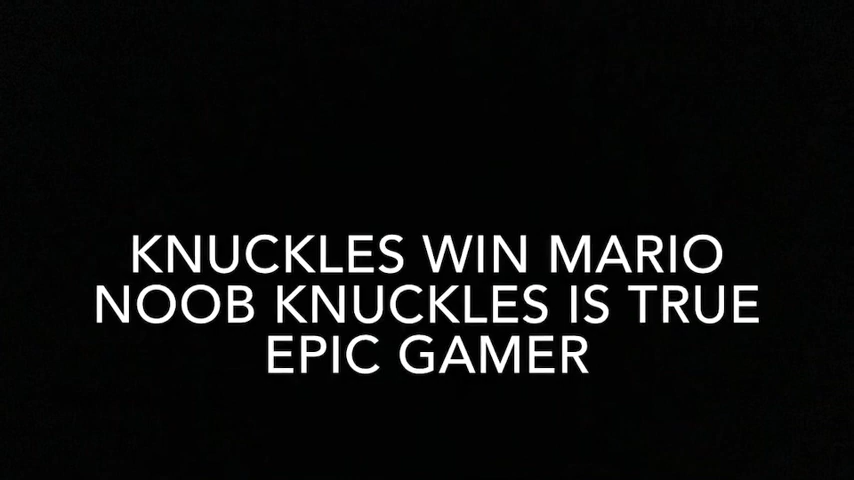 KNUCKLES WIN MARIO
NOOB KNUCKLES IS TRUE
EPIC GAMER